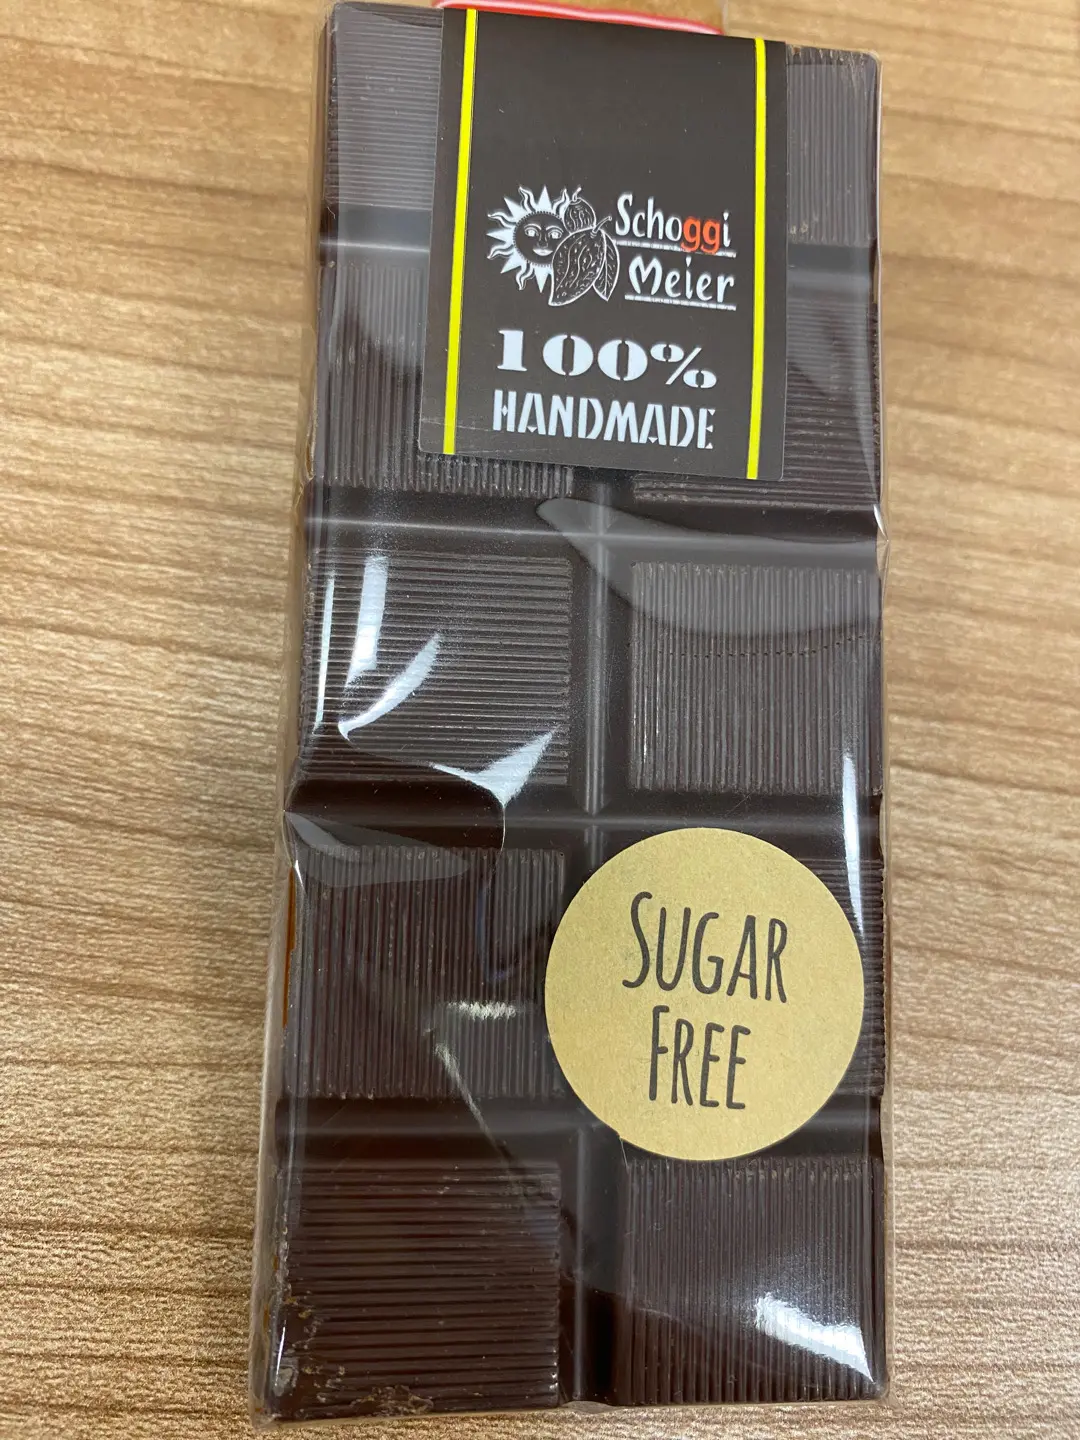 Schoggi
Meier
100%
HANDMADE
SUGAR
FREE